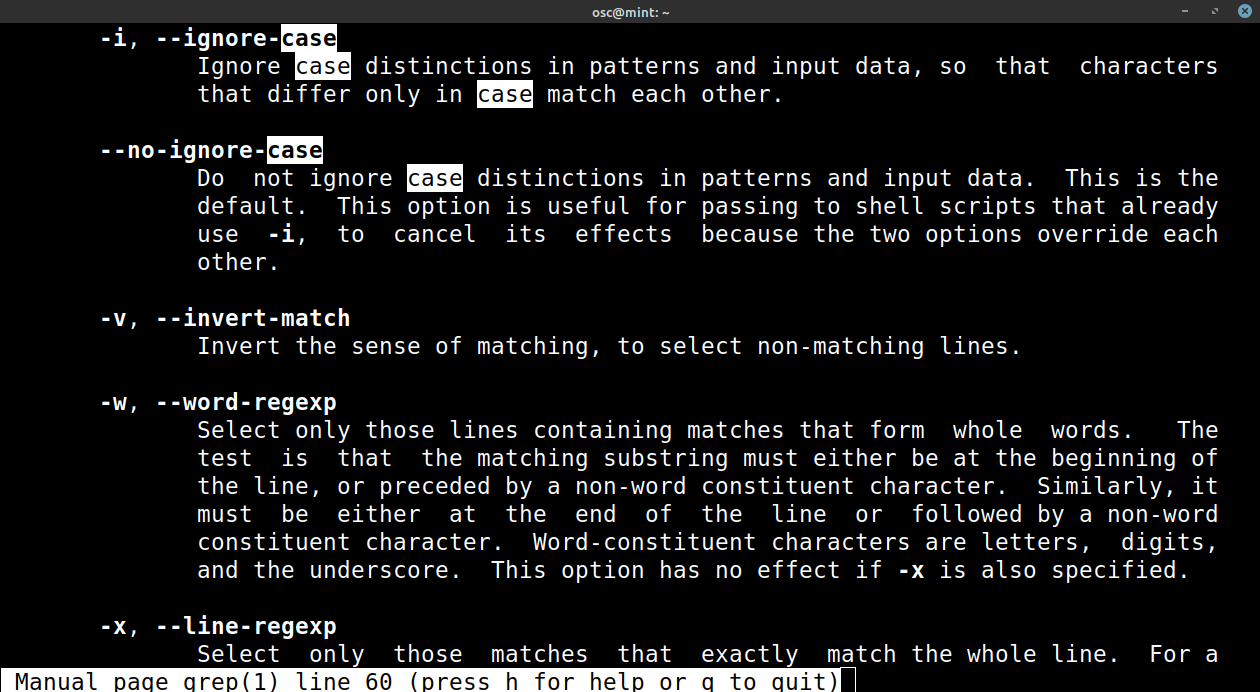 osc@mint: ~
-i, --ignore-case
Ignore case distinctions in patterns and input data, so  that  characters
that differ only in case match each other.
--no-ignore-case
Do  not ignore case distinctions in patterns and input data.  This is the
default.  This option is useful for passing to shell scripts that already
use  -i,  to  cancel  its  effects  because the two options override each
other.
-v, --invert-match
Invert the sense of matching, to select non-matching lines.
-w, --word-regexp
Select only those lines containing matches that form  whole  words.   The
test  is  that  the matching substring must either be at the beginning of
the line, or preceded by a non-word constituent character.  Similarly, it
must  be  either  at  the  end  of  the  line  or  followed by a non-word
constituent character.  Word-constituent characters are letters,  digits,
and the underscore.  This option has no effect if -x is also specified.
-x, --line-regexp
Select  only  those  matches  that  exactly  match the whole line.  For a
Manual page grep(1) line 60 (press h for help or q to quit)